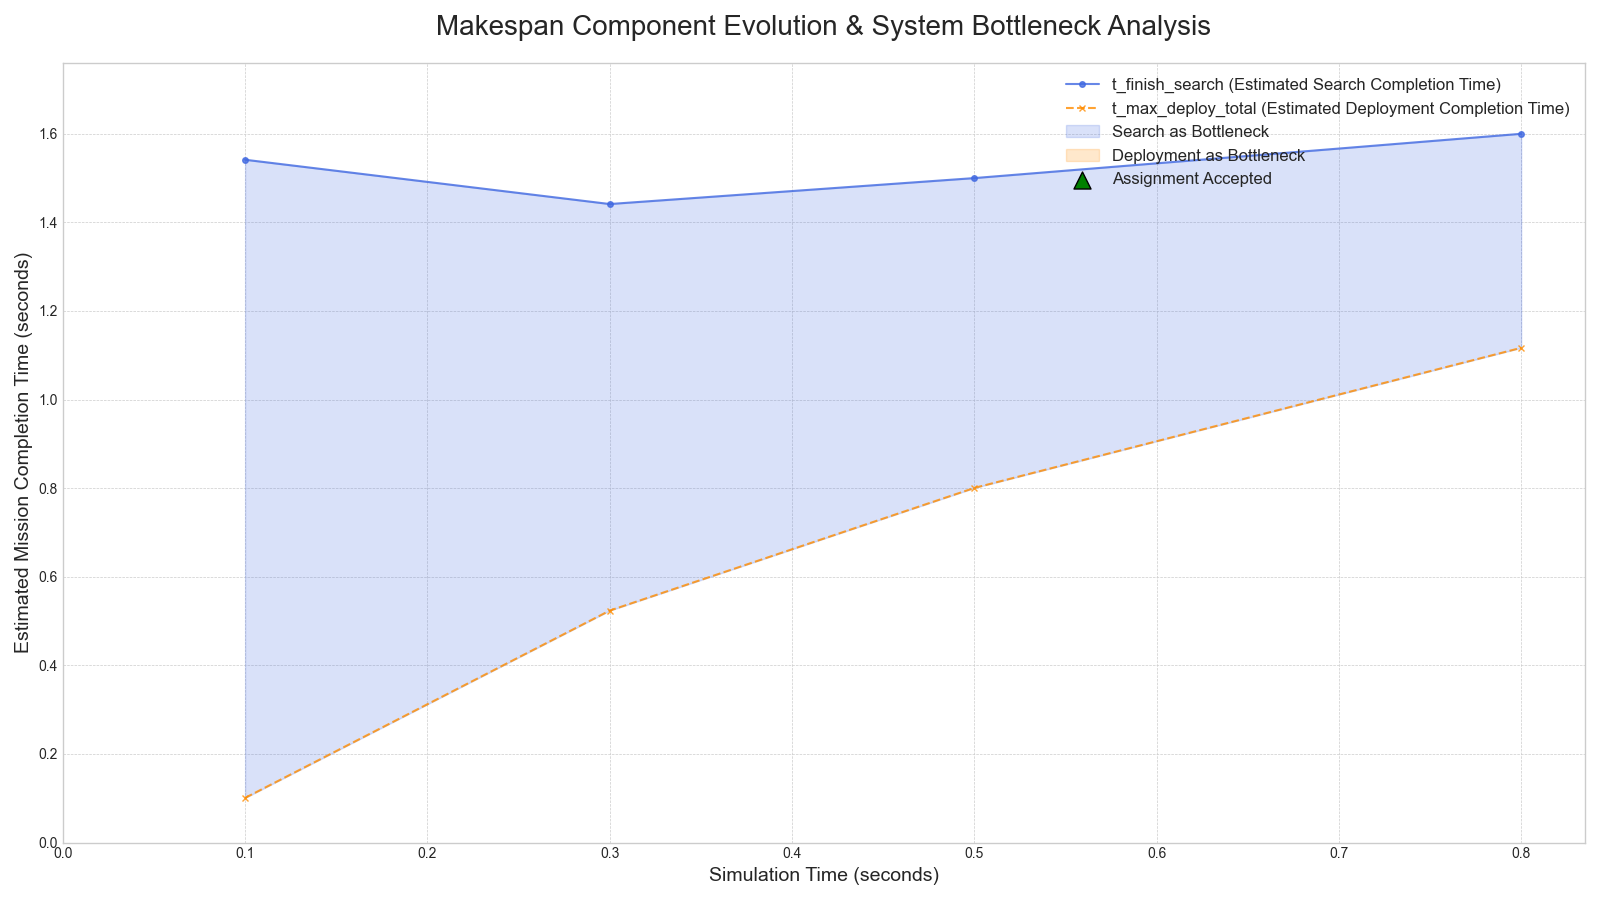 Makespan Component Evolution & System Bottleneck Analysis
t_finish_search (Estimated Search Completion Time)
t_max_deploy_total (Estimated Deployment Completion Time)
Search as Bottleneck
Deployment as Bottleneck
Assignment Accepted
Estimated Mission Completion Time (seconds)
1.6
1.4
1.2
1.0
0.8
0.6
0.4
0.2
0.0
0.0 0.1 0.2 0.3 0.4 0.5 0.6 0.7 0.8
Simulation Time (seconds)